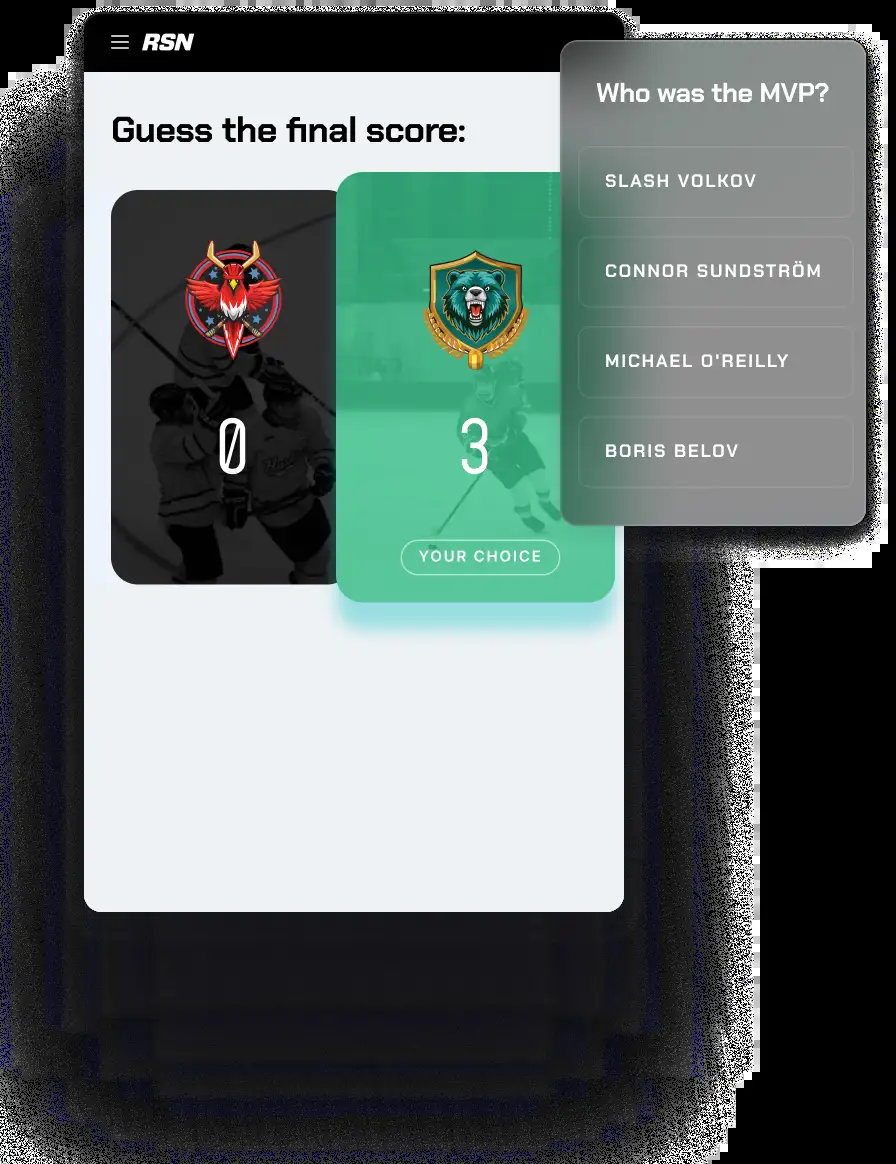 RSN
Guess the final score:
0
3
YOUR CHOICE
Who was the MVP?
SLASH VOLKOV
CONNOR SUNDSTRÖM
MICHAEL O'REILLY
BORIS BELOV